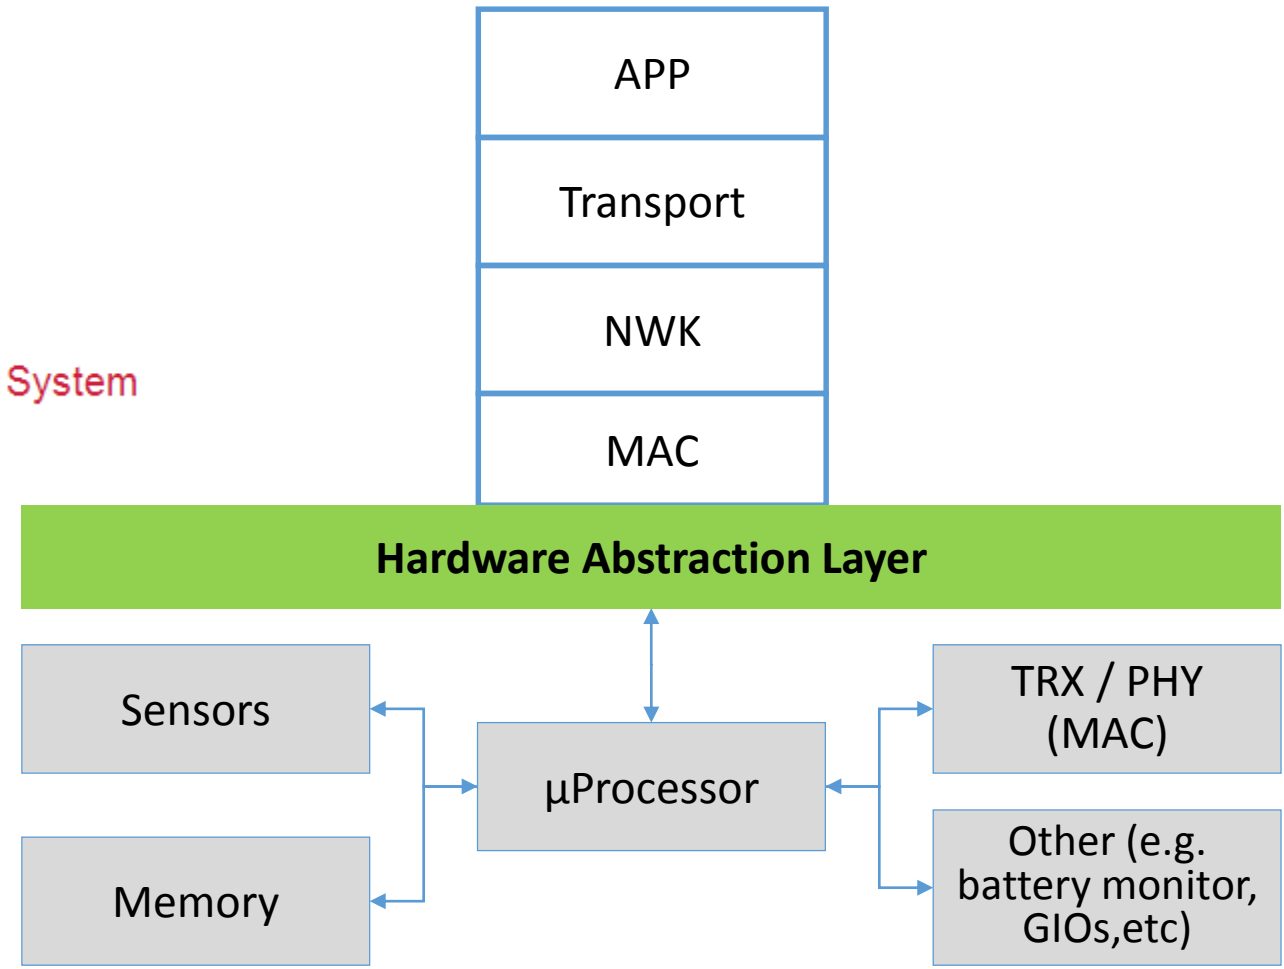 APP
Transport
NWK
System
MAC
Hardware Abstraction Layer
Sensors
TRX / PHY
(MAC)
µProcessor
Memory
Other (e.g.
battery monitor,
GIOs,etc)